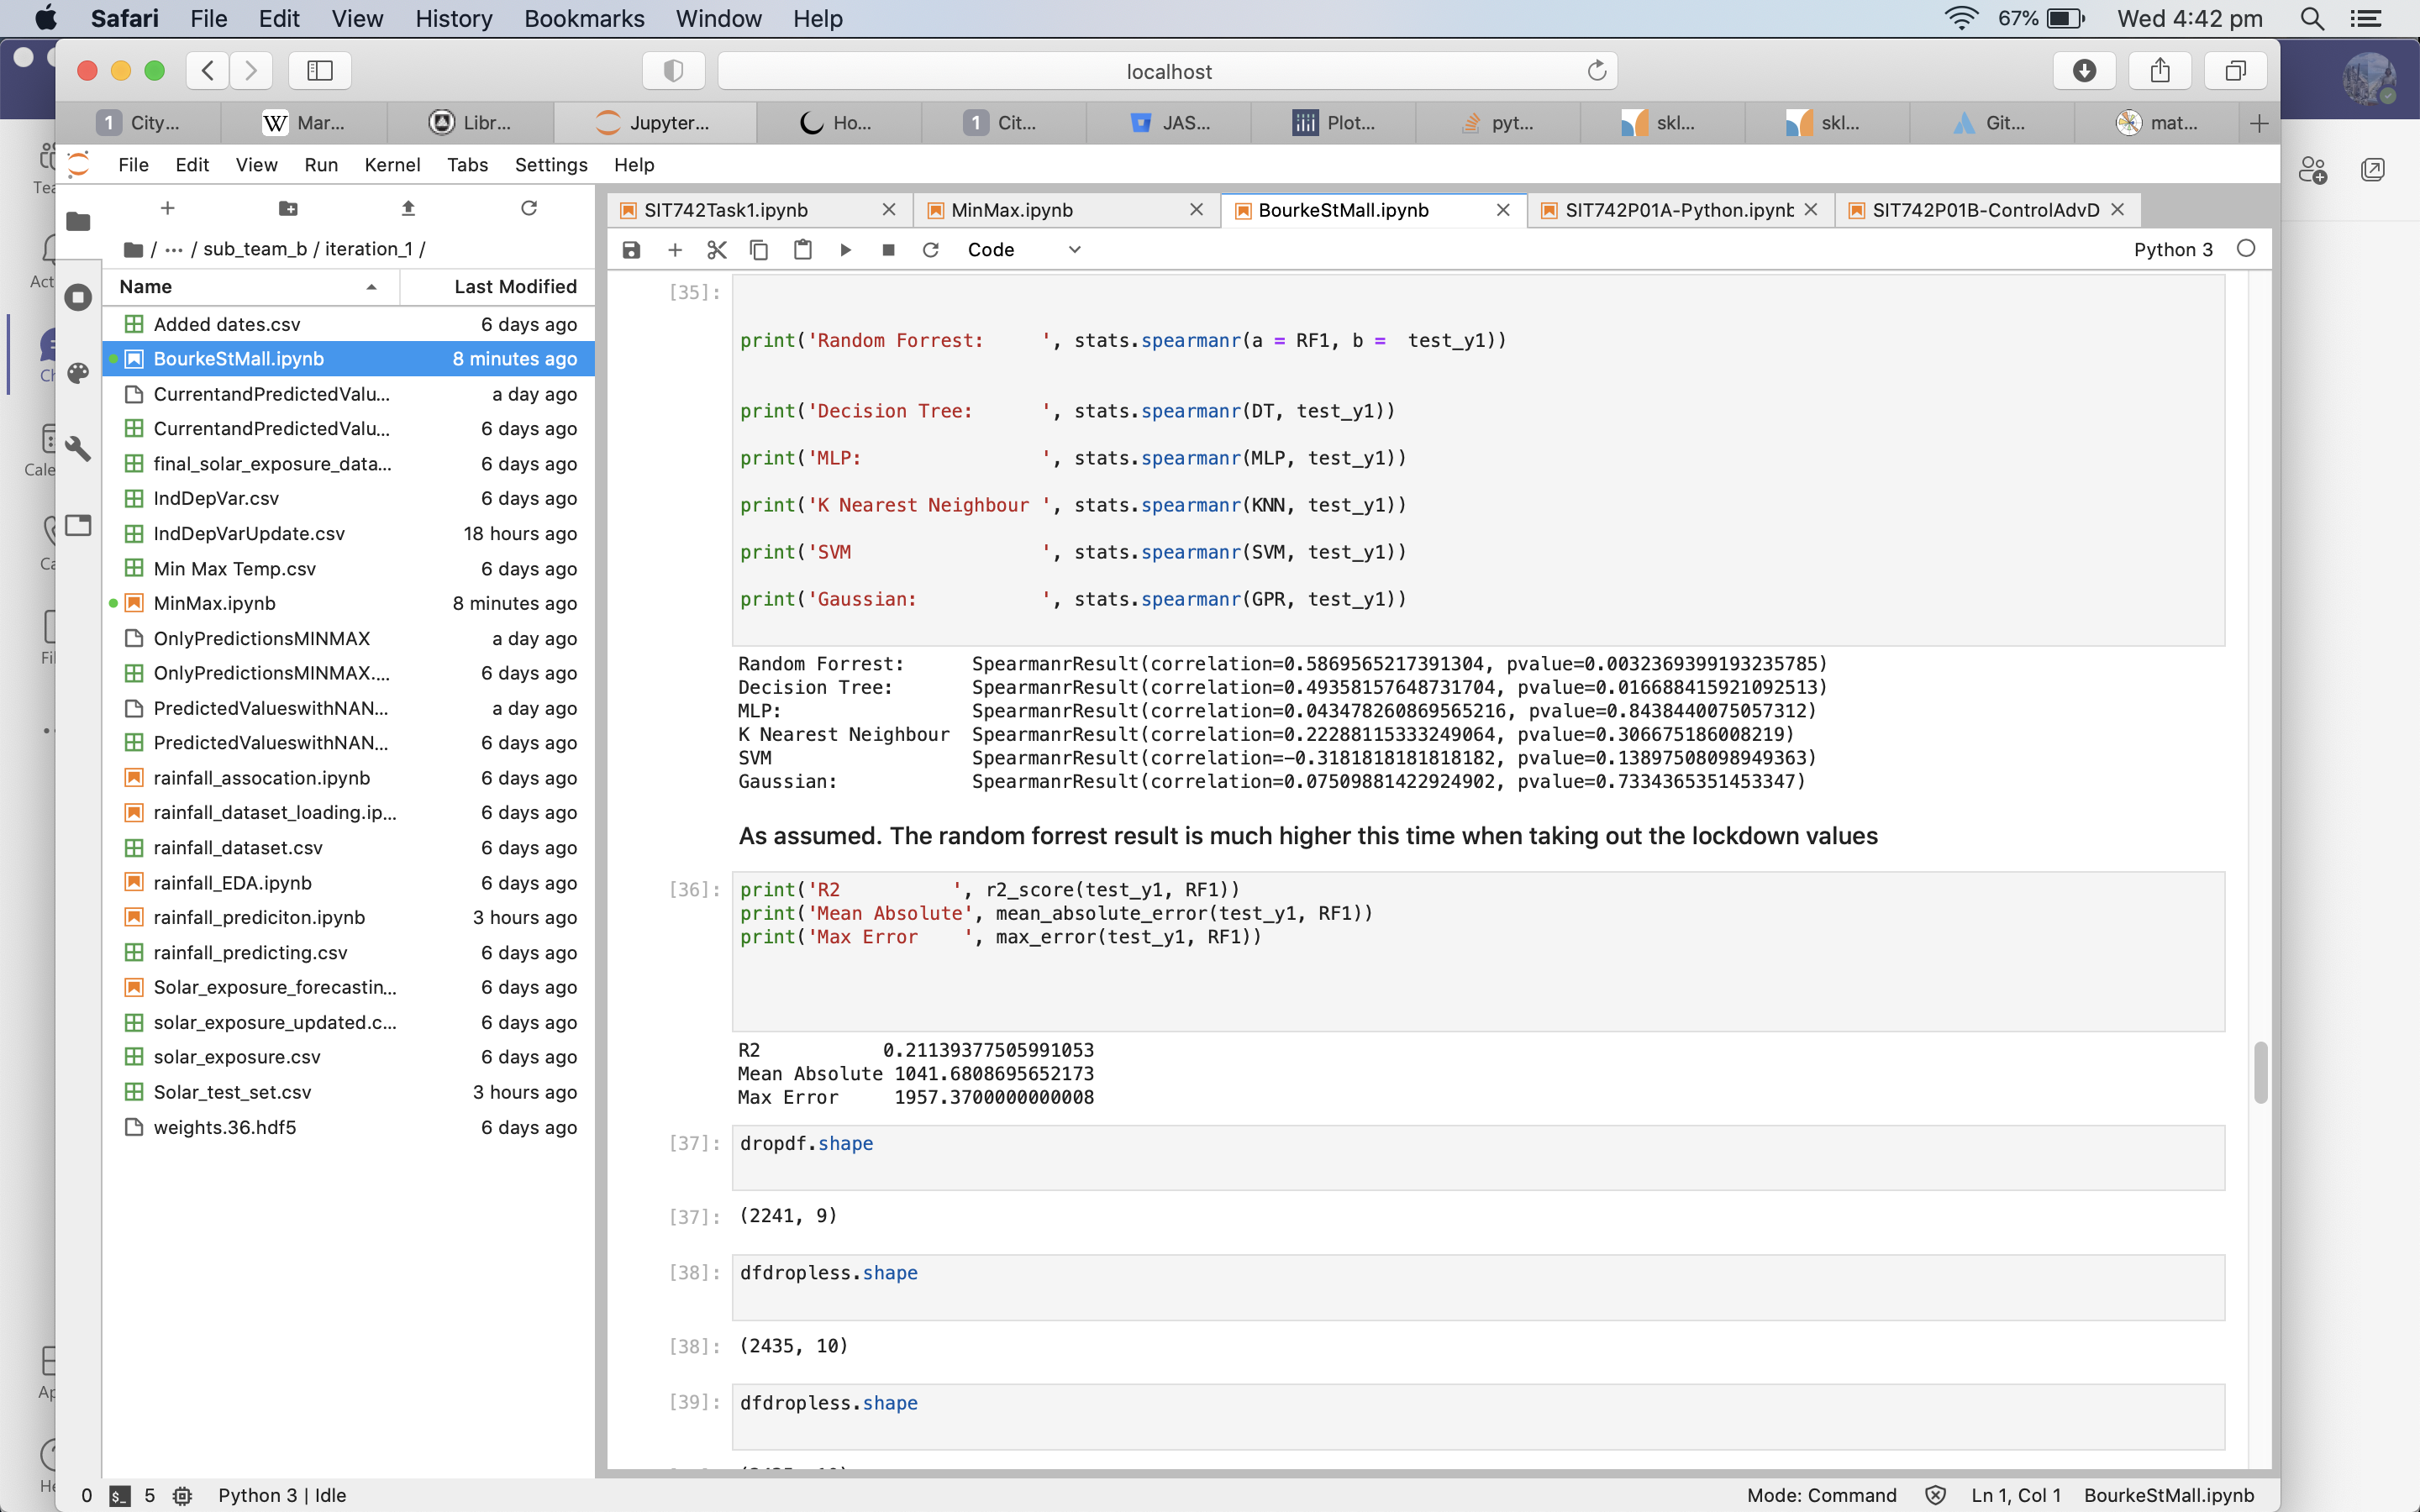 Safari File Edit View History Bookmarks Window Help 67% Wed 4:42 pm
localhost
1 City... W Mar... Libr... Jupyter... Ho... 1 Cit... JAS... Plot... pyt... skl... skl... Git... mat...
File Edit View Run Kernel Tabs Settings Help
/ ... / sub_team_b / iteration_1 /
Name Last Modified
Added dates.csv 6 days ago
BourkeStMall.ipynb 8 minutes ago
CurrentandPredictedValu... a day ago
CurrentandPredictedValu... 6 days ago
final_solar_exposure_data... 6 days ago
IndDepVar.csv 6 days ago
IndDepVarUpdate.csv 18 hours ago
Min Max Temp.csv 6 days ago
MinMax.ipynb 8 minutes ago
OnlyPredictionsMINMAX a day ago
OnlyPredictionsMINMAX.... 6 days ago
PredictedValueswithNAN... a day ago
PredictedValueswithNAN... 6 days ago
rainfall_assocation.ipynb 6 days ago
rainfall_dataset_loading.ip... 6 days ago
rainfall_dataset.csv 6 days ago
rainfall_EDA.ipynb 6 days ago
rainfall_prediciton.ipynb 3 hours ago
rainfall_predicting.csv 6 days ago
Solar_exposure_forecastin... 6 days ago
solar_exposure_updated.c... 6 days ago
solar_exposure.csv 6 days ago
Solar_test_set.csv 3 hours ago
weights.36.hdf5 6 days ago
SIT742Task1.ipynb MinMax.ipynb BourkeStMall.ipynb SIT742P01A-Python.ipynb SIT742P01B-ControlAdvD
Code Python 3
[35]:
print('Random Forrest:     ', stats.spearmanr(a = RF1, b =  test_y1))
print('Decision Tree:      ', stats.spearmanr(DT, test_y1))
print('MLP:                ', stats.spearmanr(MLP, test_y1))
print('K Nearest Neighbour ', stats.spearmanr(KNN, test_y1))
print('SVM                 ', stats.spearmanr(SVM, test_y1))
print('Gaussian:           ', stats.spearmanr(GPR, test_y1))
Random Forrest:      SpearmanrResult(correlation=0.5869565217391304, pvalue=0.0032369399193235785)
Decision Tree:       SpearmanrResult(correlation=0.49358157648731704, pvalue=0.016688415921092513)
MLP:                 SpearmanrResult(correlation=0.043478260869565216, pvalue=0.8438440075057312)
K Nearest Neighbour  SpearmanrResult(correlation=0.22288115333249064, pvalue=0.306675186008219)
SVM                  SpearmanrResult(correlation=-0.3181818181818182, pvalue=0.13897508098949363)
Gaussian:            SpearmanrResult(correlation=0.07509881422924902, pvalue=0.7334365351453347)
As assumed. The random forrest result is much higher this time when taking out the lockdown values
[36]: print('R2          ', r2_score(test_y1, RF1))
print('Mean Absolute', mean_absolute_error(test_y1, RF1))
print('Max Error    ', max_error(test_y1, RF1))
R2           0.21139377505991053
Mean Absolute 1041.6808695652173
Max Error     1957.3700000000008
[37]: dropdf.shape
[37]: (2241, 9)
[38]: dfdropless.shape
[38]: (2435, 10)
[39]: dfdropless.shape
0 5 Python 3 | Idle Mode: Command Ln 1, Col 1 BourkeStMall.ipynb